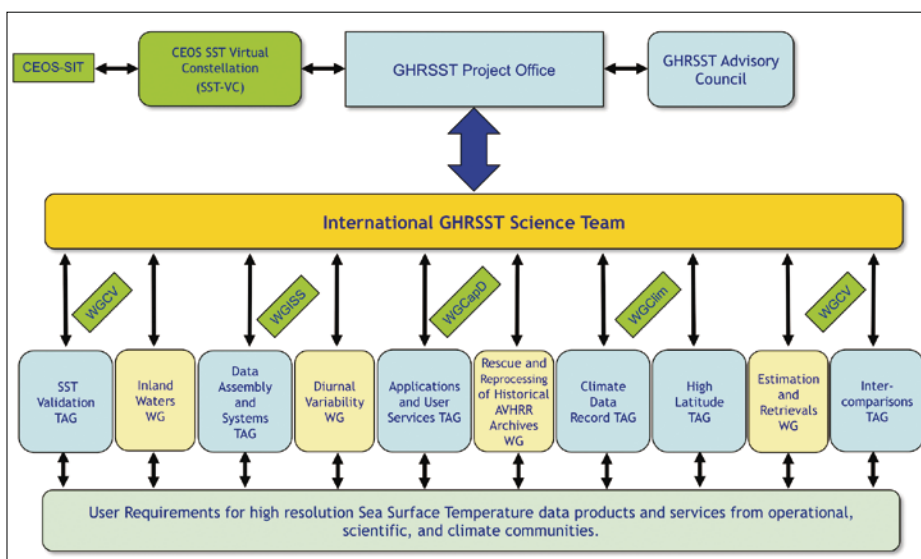 CEOS-SIT
CEOS SST Virtual
Constellation
(SST-VC)
GHRSST Project Office
GHRSST Advisory
Council
International GHRSST Science Team
WGCV
WGISS
WGCapD
WGClim
WGCV
SST
Validation
TAG
Inland
Waters
WG
Data
Assembly
and
Systems
TAG
Diurnal
Variability
WG
Applications
and User
Services TAG
Rescue and
Reprocessing
of Historical
AVHRR
Archives
WG
Climate
Data
Record TAG
High
Latitude
TAG
Estimation
and
Retrievals
WG
Inter-
comparisons
TAG
User Requirements for high resolution Sea Surface Temperature data products and services from operational,
scientific, and climate communities.